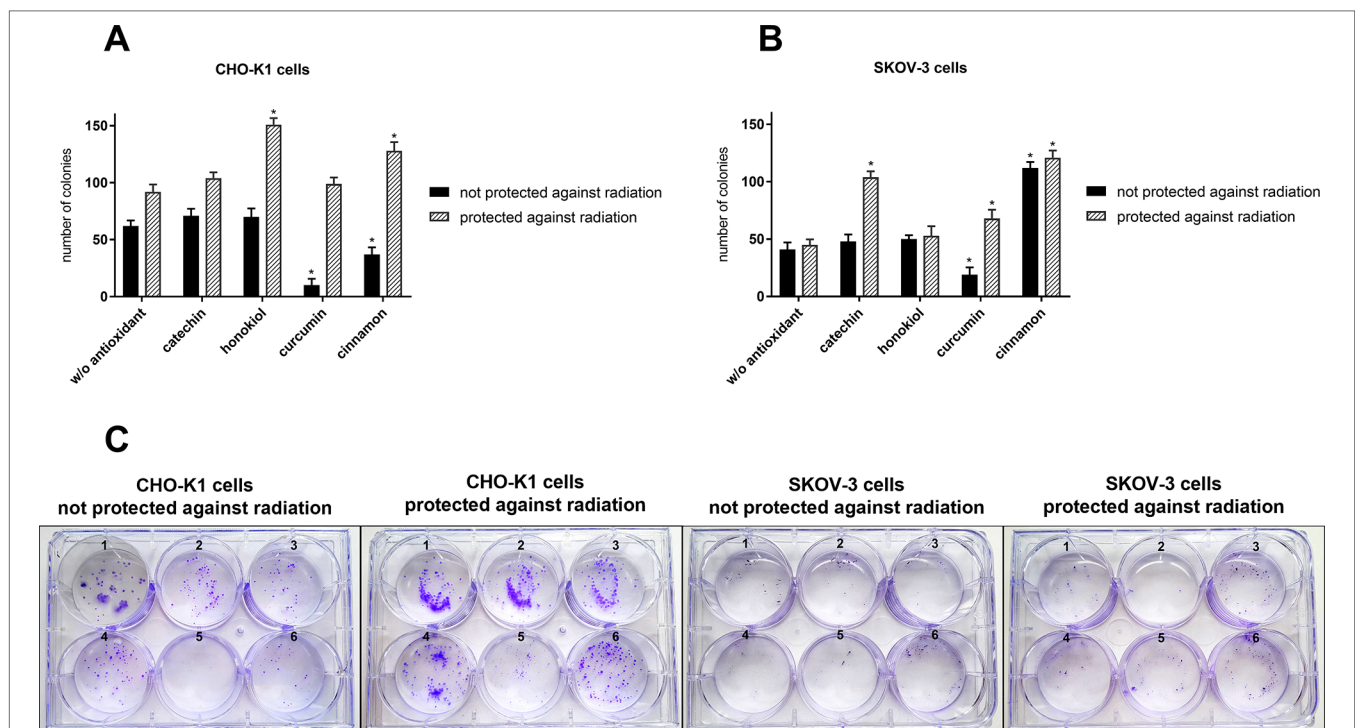 A
CHO-K1 cells
number of colonies
150
100
50
0
*
*
*
*
w/o antioxidant
catechin
honokiol
curcumin
cinnamon
not protected against radiation
protected against radiation
B
SKOV-3 cells
number of colonies
150
100
50
0
*
*
*
*
*
w/o antioxidant
catechin
honokiol
curcumin
cinnamon
not protected against radiation
protected against radiation
C
CHO-K1 cells
not protected against radiation
1 2 3
4 5 6
CHO-K1 cells
protected against radiation
1 2 3
4 5 6
SKOV-3 cells
not protected against radiation
1 2 3
4 5 6
SKOV-3 cells
protected against radiation
1 2 3
4 5 6